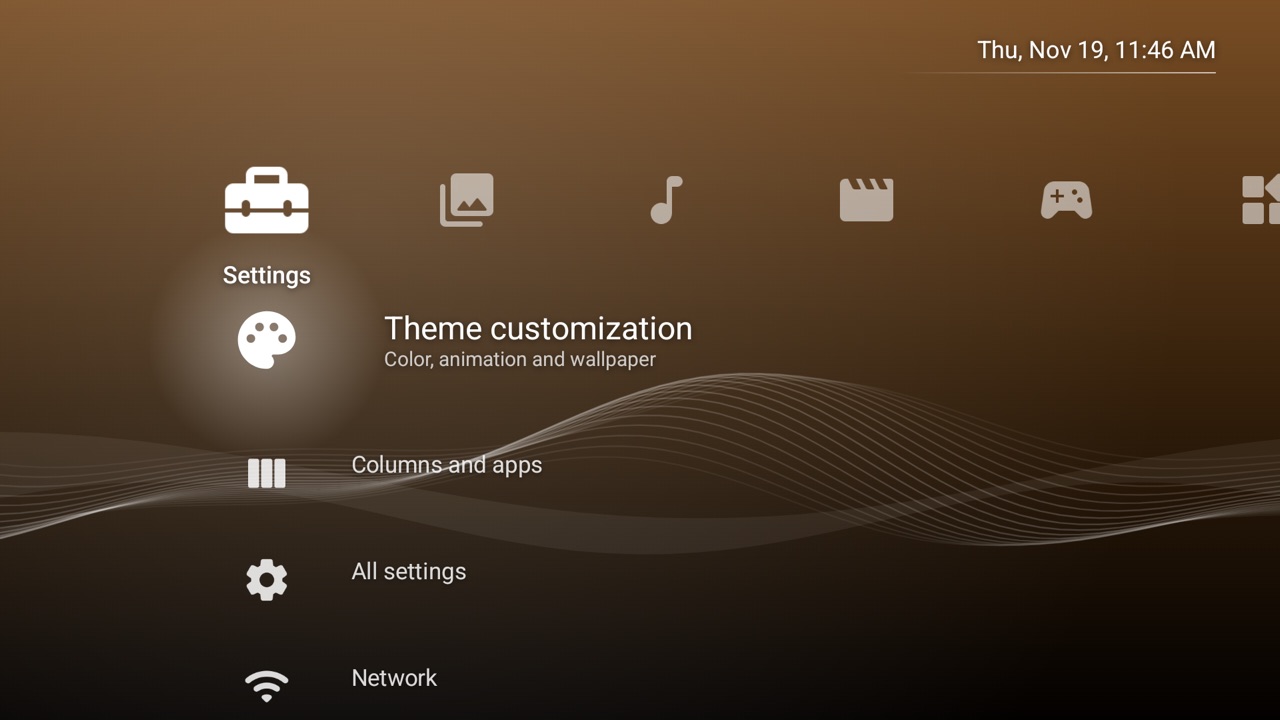 Thu, Nov 19, 11:46 AM
Settings
Theme customization
Color, animation and wallpaper
Columns and apps
All settings
Network